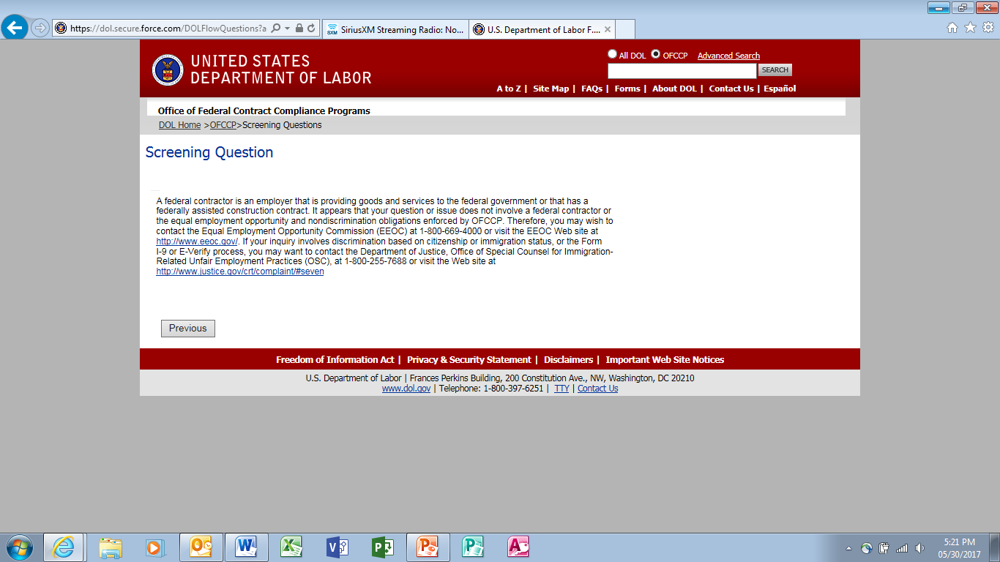 https://dol.secure.force.com/DOLFlowQuestions?a
SXM SiriusXM Streaming Radio: No...
U.S. Department of Labor F....
UNITED STATES
DEPARTMENT OF LABOR
All DOL OFCCP Advanced Search
SEARCH
A to Z | Site Map | FAQs | Forms | About DOL | Contact Us | Español
Office of Federal Contract Compliance Programs
DOL Home >OFCCP>Screening Questions
Screening Question
A federal contractor is an employer that is providing goods and services to the federal government or that has a
federally assisted construction contract. It appears that your question or issue does not involve a federal contractor or
the equal employment opportunity and nondiscrimination obligations enforced by OFCCP. Therefore, you may wish to
contact the Equal Employment Opportunity Commission (EEOC) at 1-800-669-4000 or visit the EEOC Web site at
http://www.eeoc.gov/. If your inquiry involves discrimination based on citizenship or immigration status, or the Form
I-9 or E-Verify process, you may want to contact the Department of Justice, Office of Special Counsel for Immigration-
Related Unfair Employment Practices (OSC), at 1-800-255-7688 or visit the Web site at
http://www.justice.gov/crt/complaint/#seven
Previous
Freedom of Information Act | Privacy & Security Statement | Disclaimers | Important Web Site Notices
U.S. Department of Labor | Frances Perkins Building, 200 Constitution Ave., NW, Washington, DC 20210
www.dol.gov | Telephone: 1-800-397-6251 | TTY | Contact Us
5:21 PM
05/30/2017